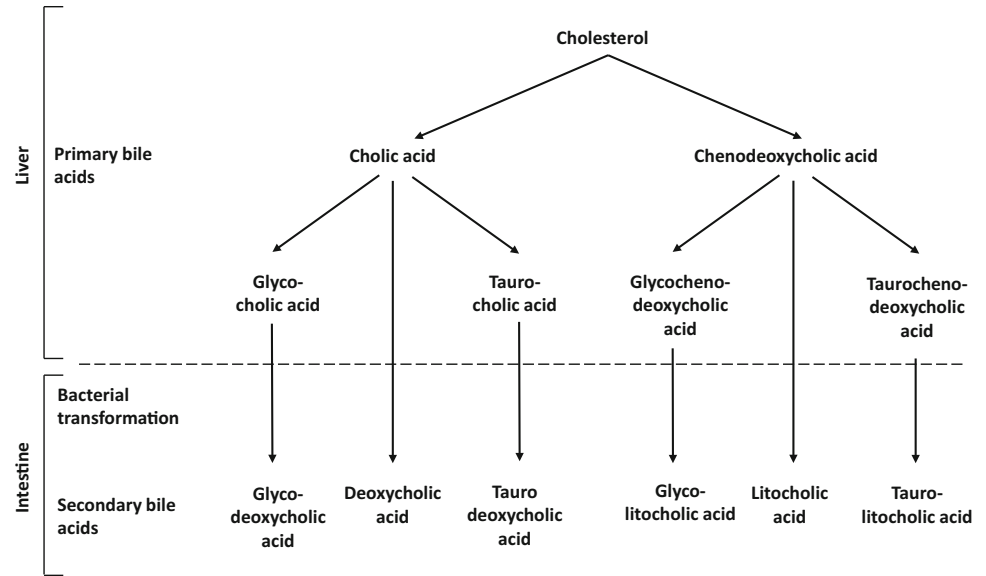 Cholesterol
Liver
Primary bile
acids
Cholic acid
Chenodeoxycholic acid
Glyco-
cholic acid
Tauro-
cholic acid
Glycocheno-
deoxycholic
acid
Taurocheno-
deoxycholic
acid
Intestine
Bacterial
transformation
Secondary bile
acids
Glyco-
deoxycholic
acid
Deoxycholic
acid
Tauro
deoxycholic
acid
Glyco-
litocholic acid
Litocholic
acid
Tauro-
litocholic acid